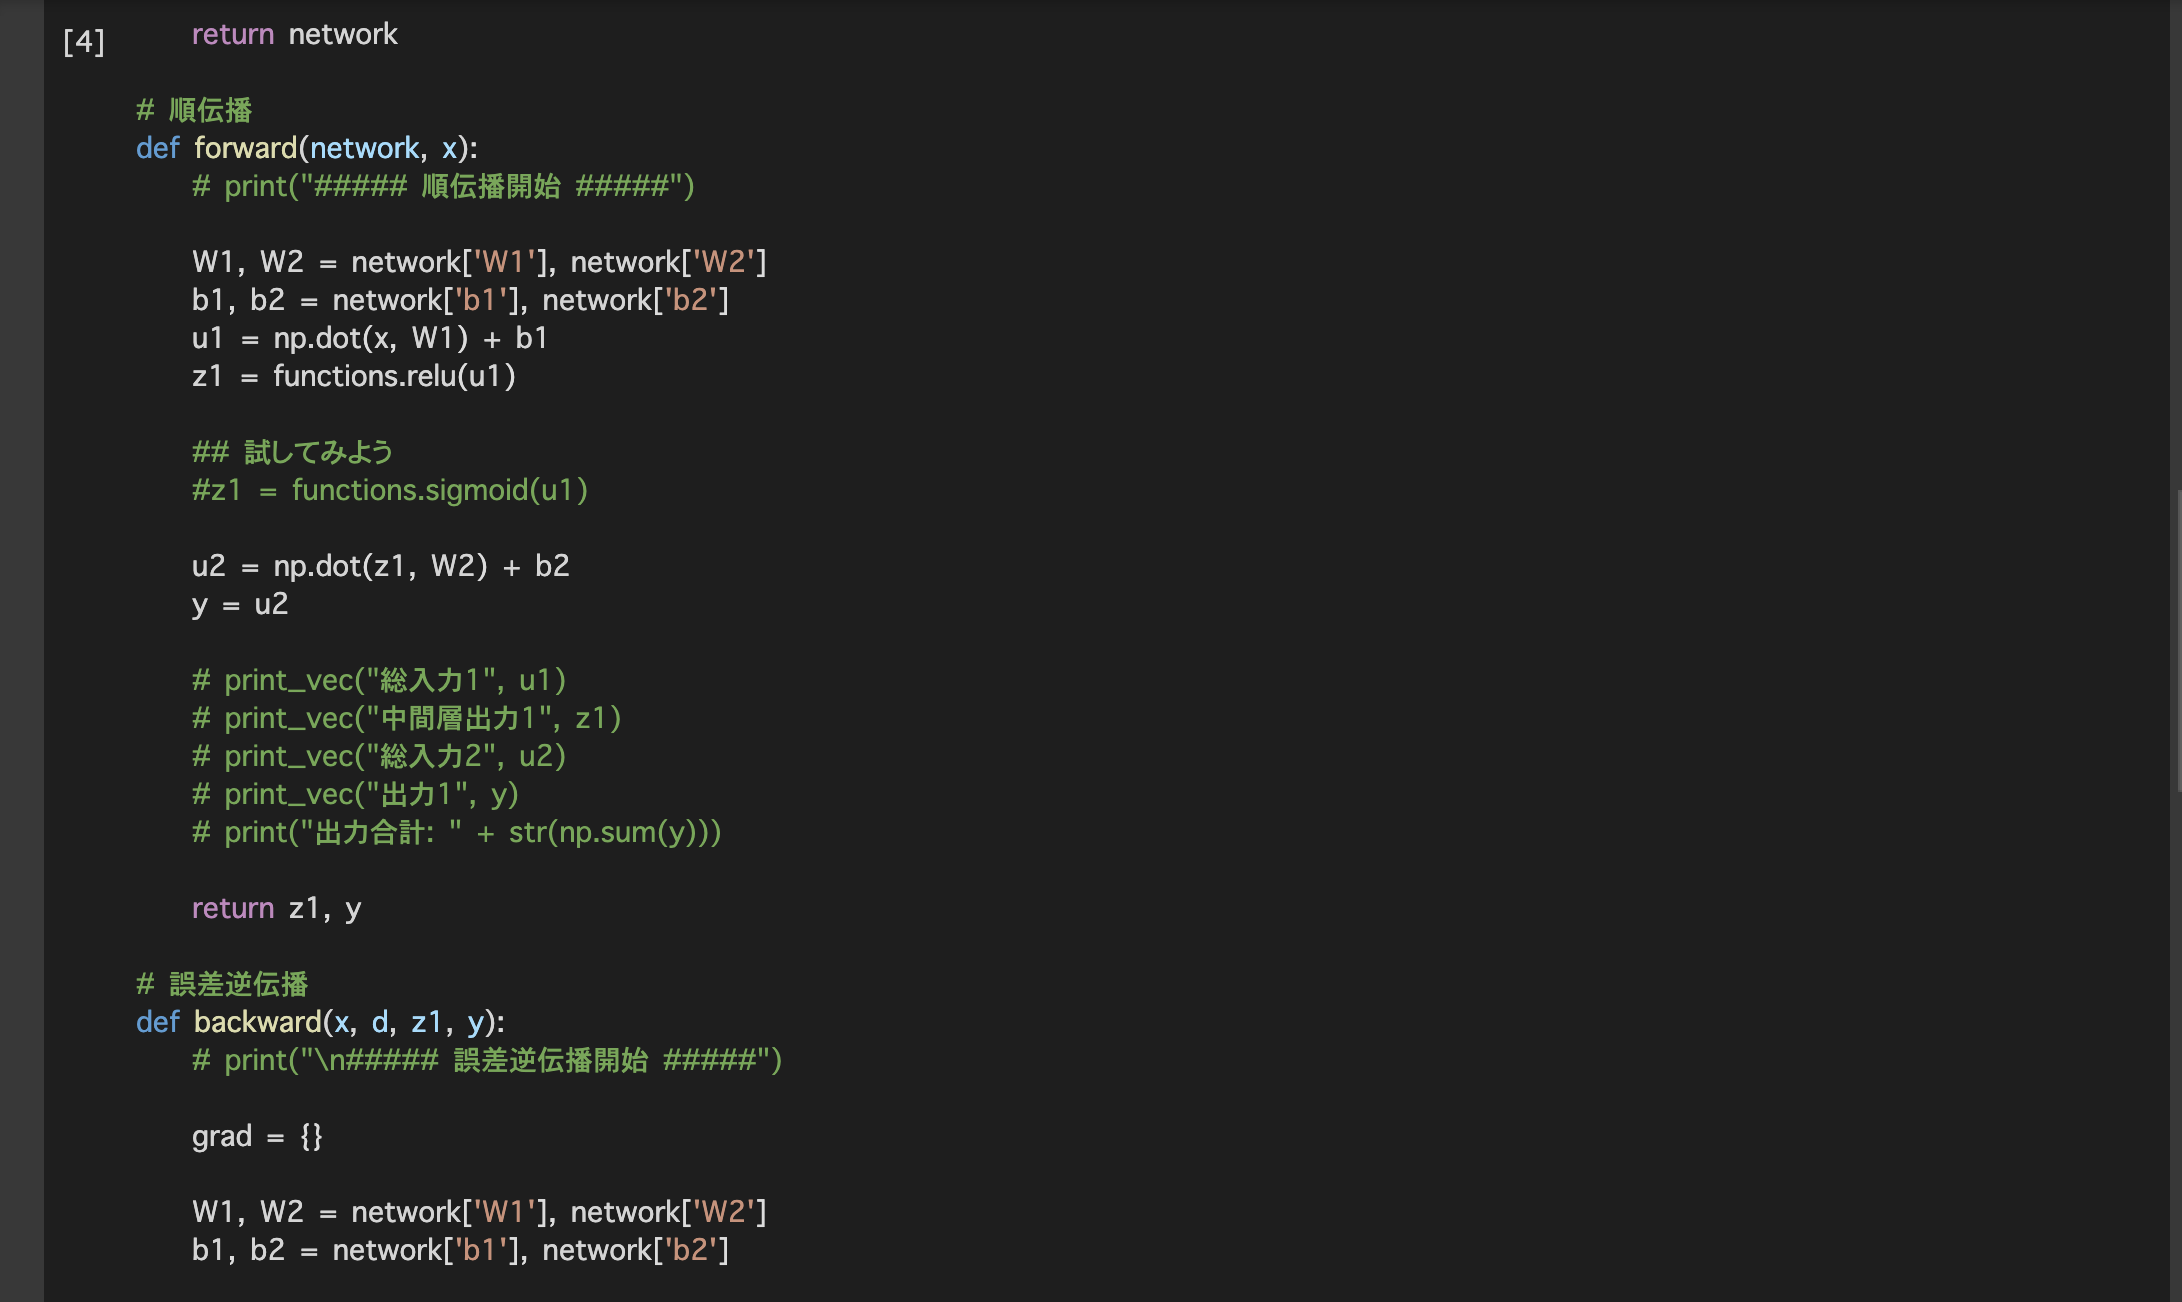 [4] return network
# 順伝播
def forward(network, x):
# print("##### 順伝播開始 #####")
W1, W2 = network['W1'], network['W2']
b1, b2 = network['b1'], network['b2']
u1 = np.dot(x, W1) + b1
z1 = functions.relu(u1)
## 試してみよう
#z1 = functions.sigmoid(u1)
u2 = np.dot(z1, W2) + b2
y = u2
# print_vec("総入力1", u1)
# print_vec("中間層出力1", z1)
# print_vec("総入力2", u2)
# print_vec("出力1", y)
# print("出力合計: " + str(np.sum(y)))
return z1, y
# 誤差逆伝播
def backward(x, d, z1, y):
# print("\n##### 誤差逆伝播開始 #####")
grad = {}
W1, W2 = network['W1'], network['W2']
b1, b2 = network['b1'], network['b2']